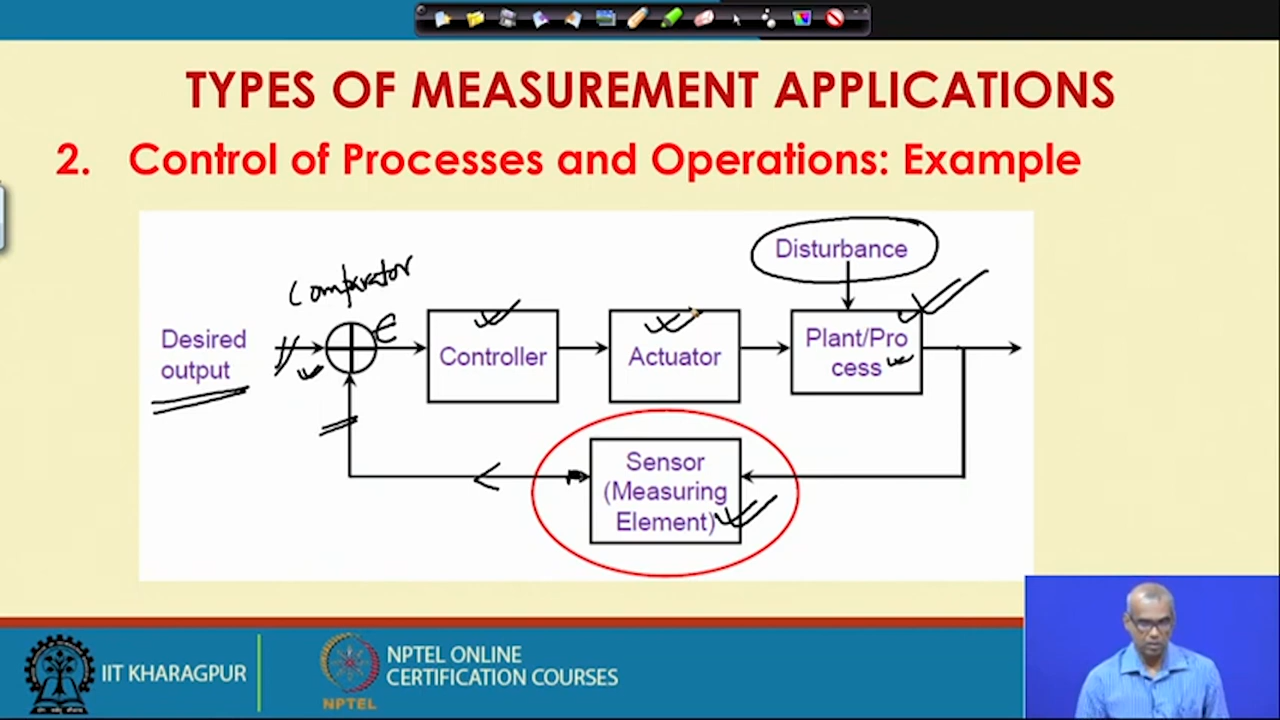 TYPES OF MEASUREMENT APPLICATIONS
2. Control of Processes and Operations: Example
Comparator
Disturbance
Desired
output
e
Controller
Actuator
Plant/Pro
cess
Sensor
(Measuring
Element)
IIT KHARAGPUR
NPTEL
NPTEL ONLINE
CERTIFICATION COURSES